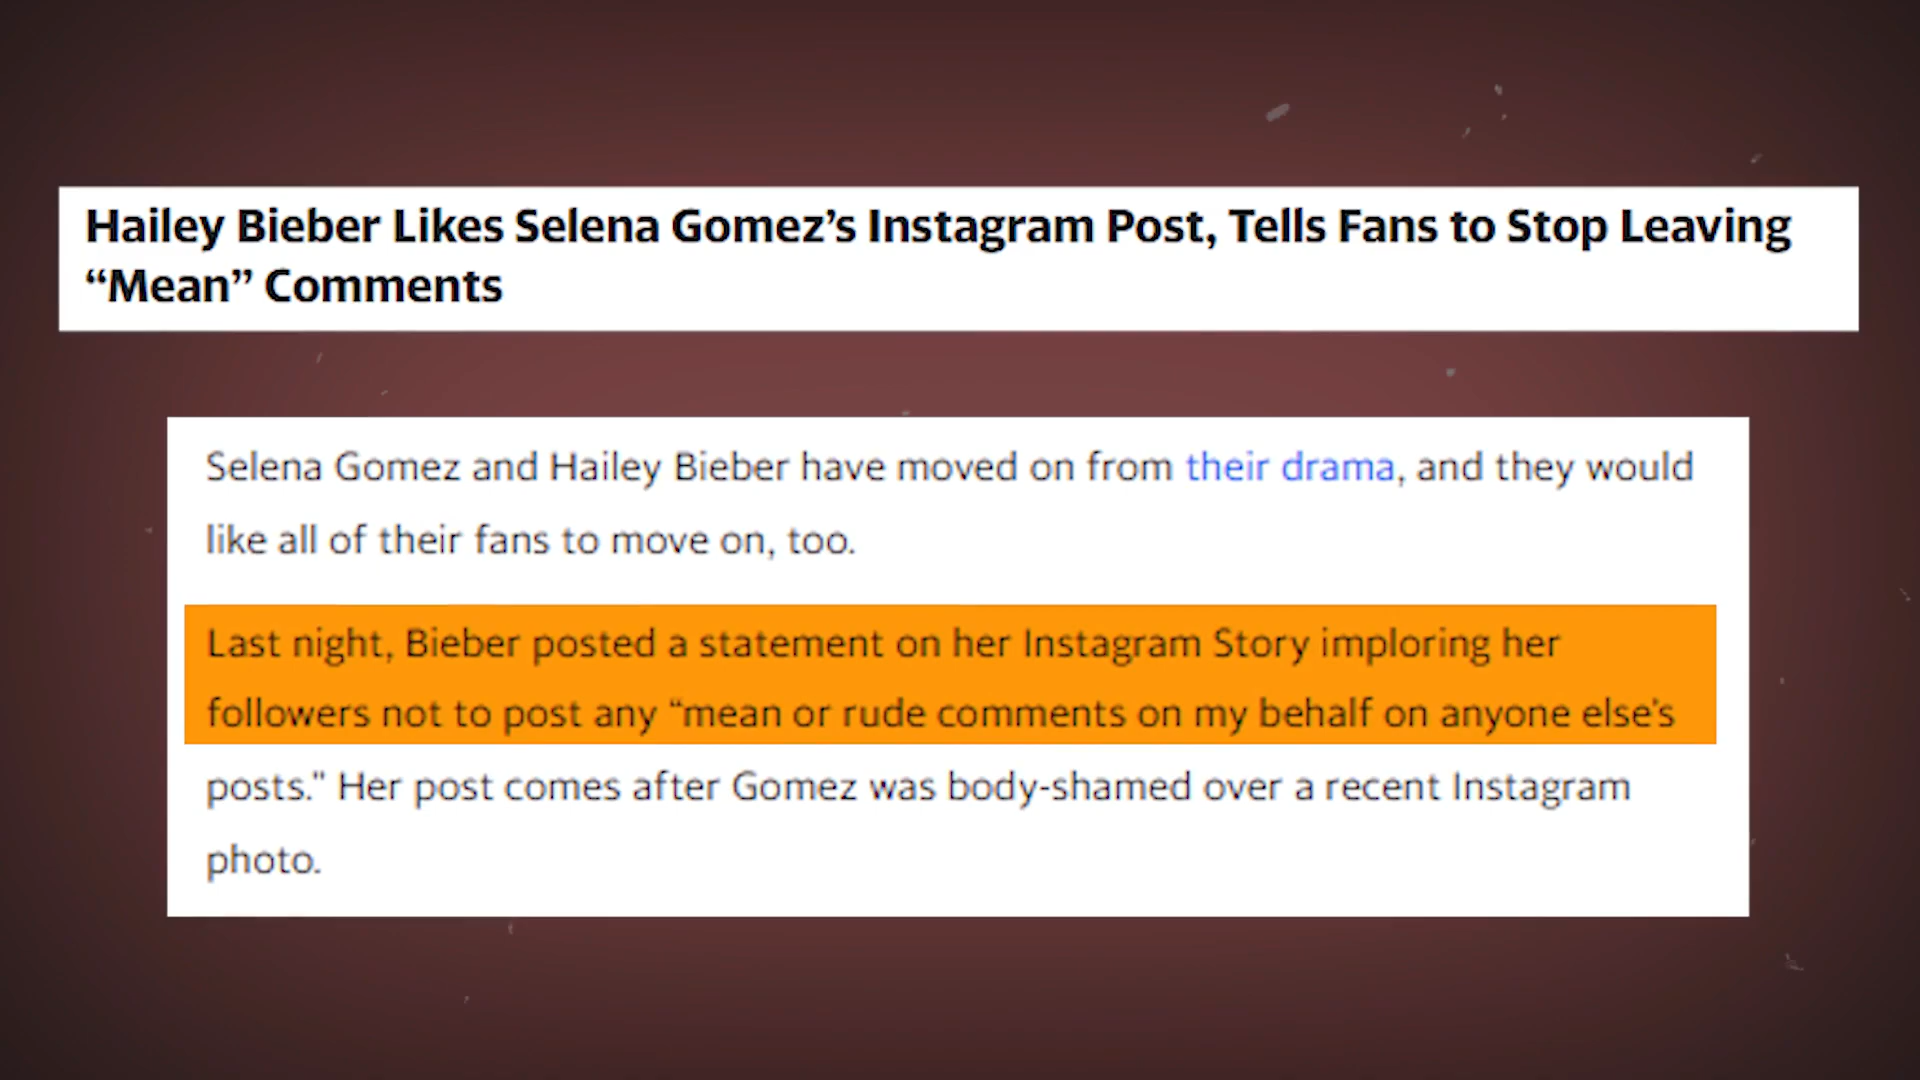 Hailey Bieber Likes Selena Gomez’s Instagram Post, Tells Fans to Stop Leaving
“Mean” Comments
Selena Gomez and Hailey Bieber have moved on from their drama, and they would
like all of their fans to move on, too.
Last night, Bieber posted a statement on her Instagram Story imploring her
followers not to post any “mean or rude comments on my behalf on anyone else’s
posts." Her post comes after Gomez was body-shamed over a recent Instagram
photo.